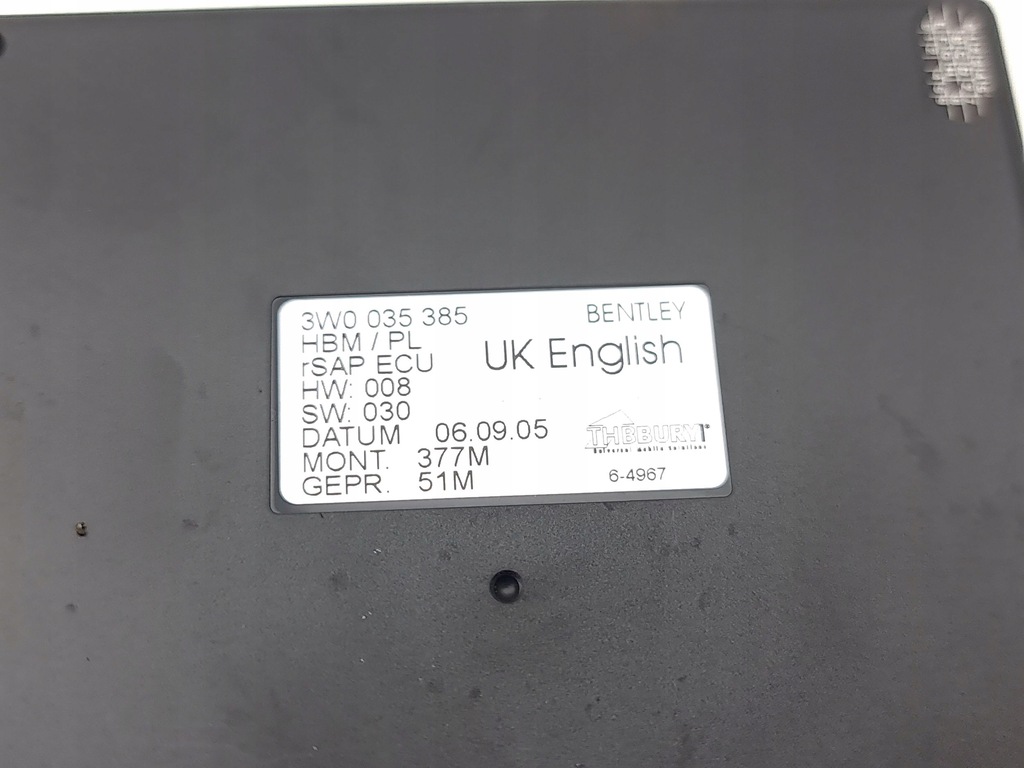 3W0 035 385 BENTLEY
HBM / PL
rSAP ECU UK English
HW: 008
SW: 030
DATUM 06.09.05
THEBURY®
MONT. 377M
GEPR. 51M 6-4967